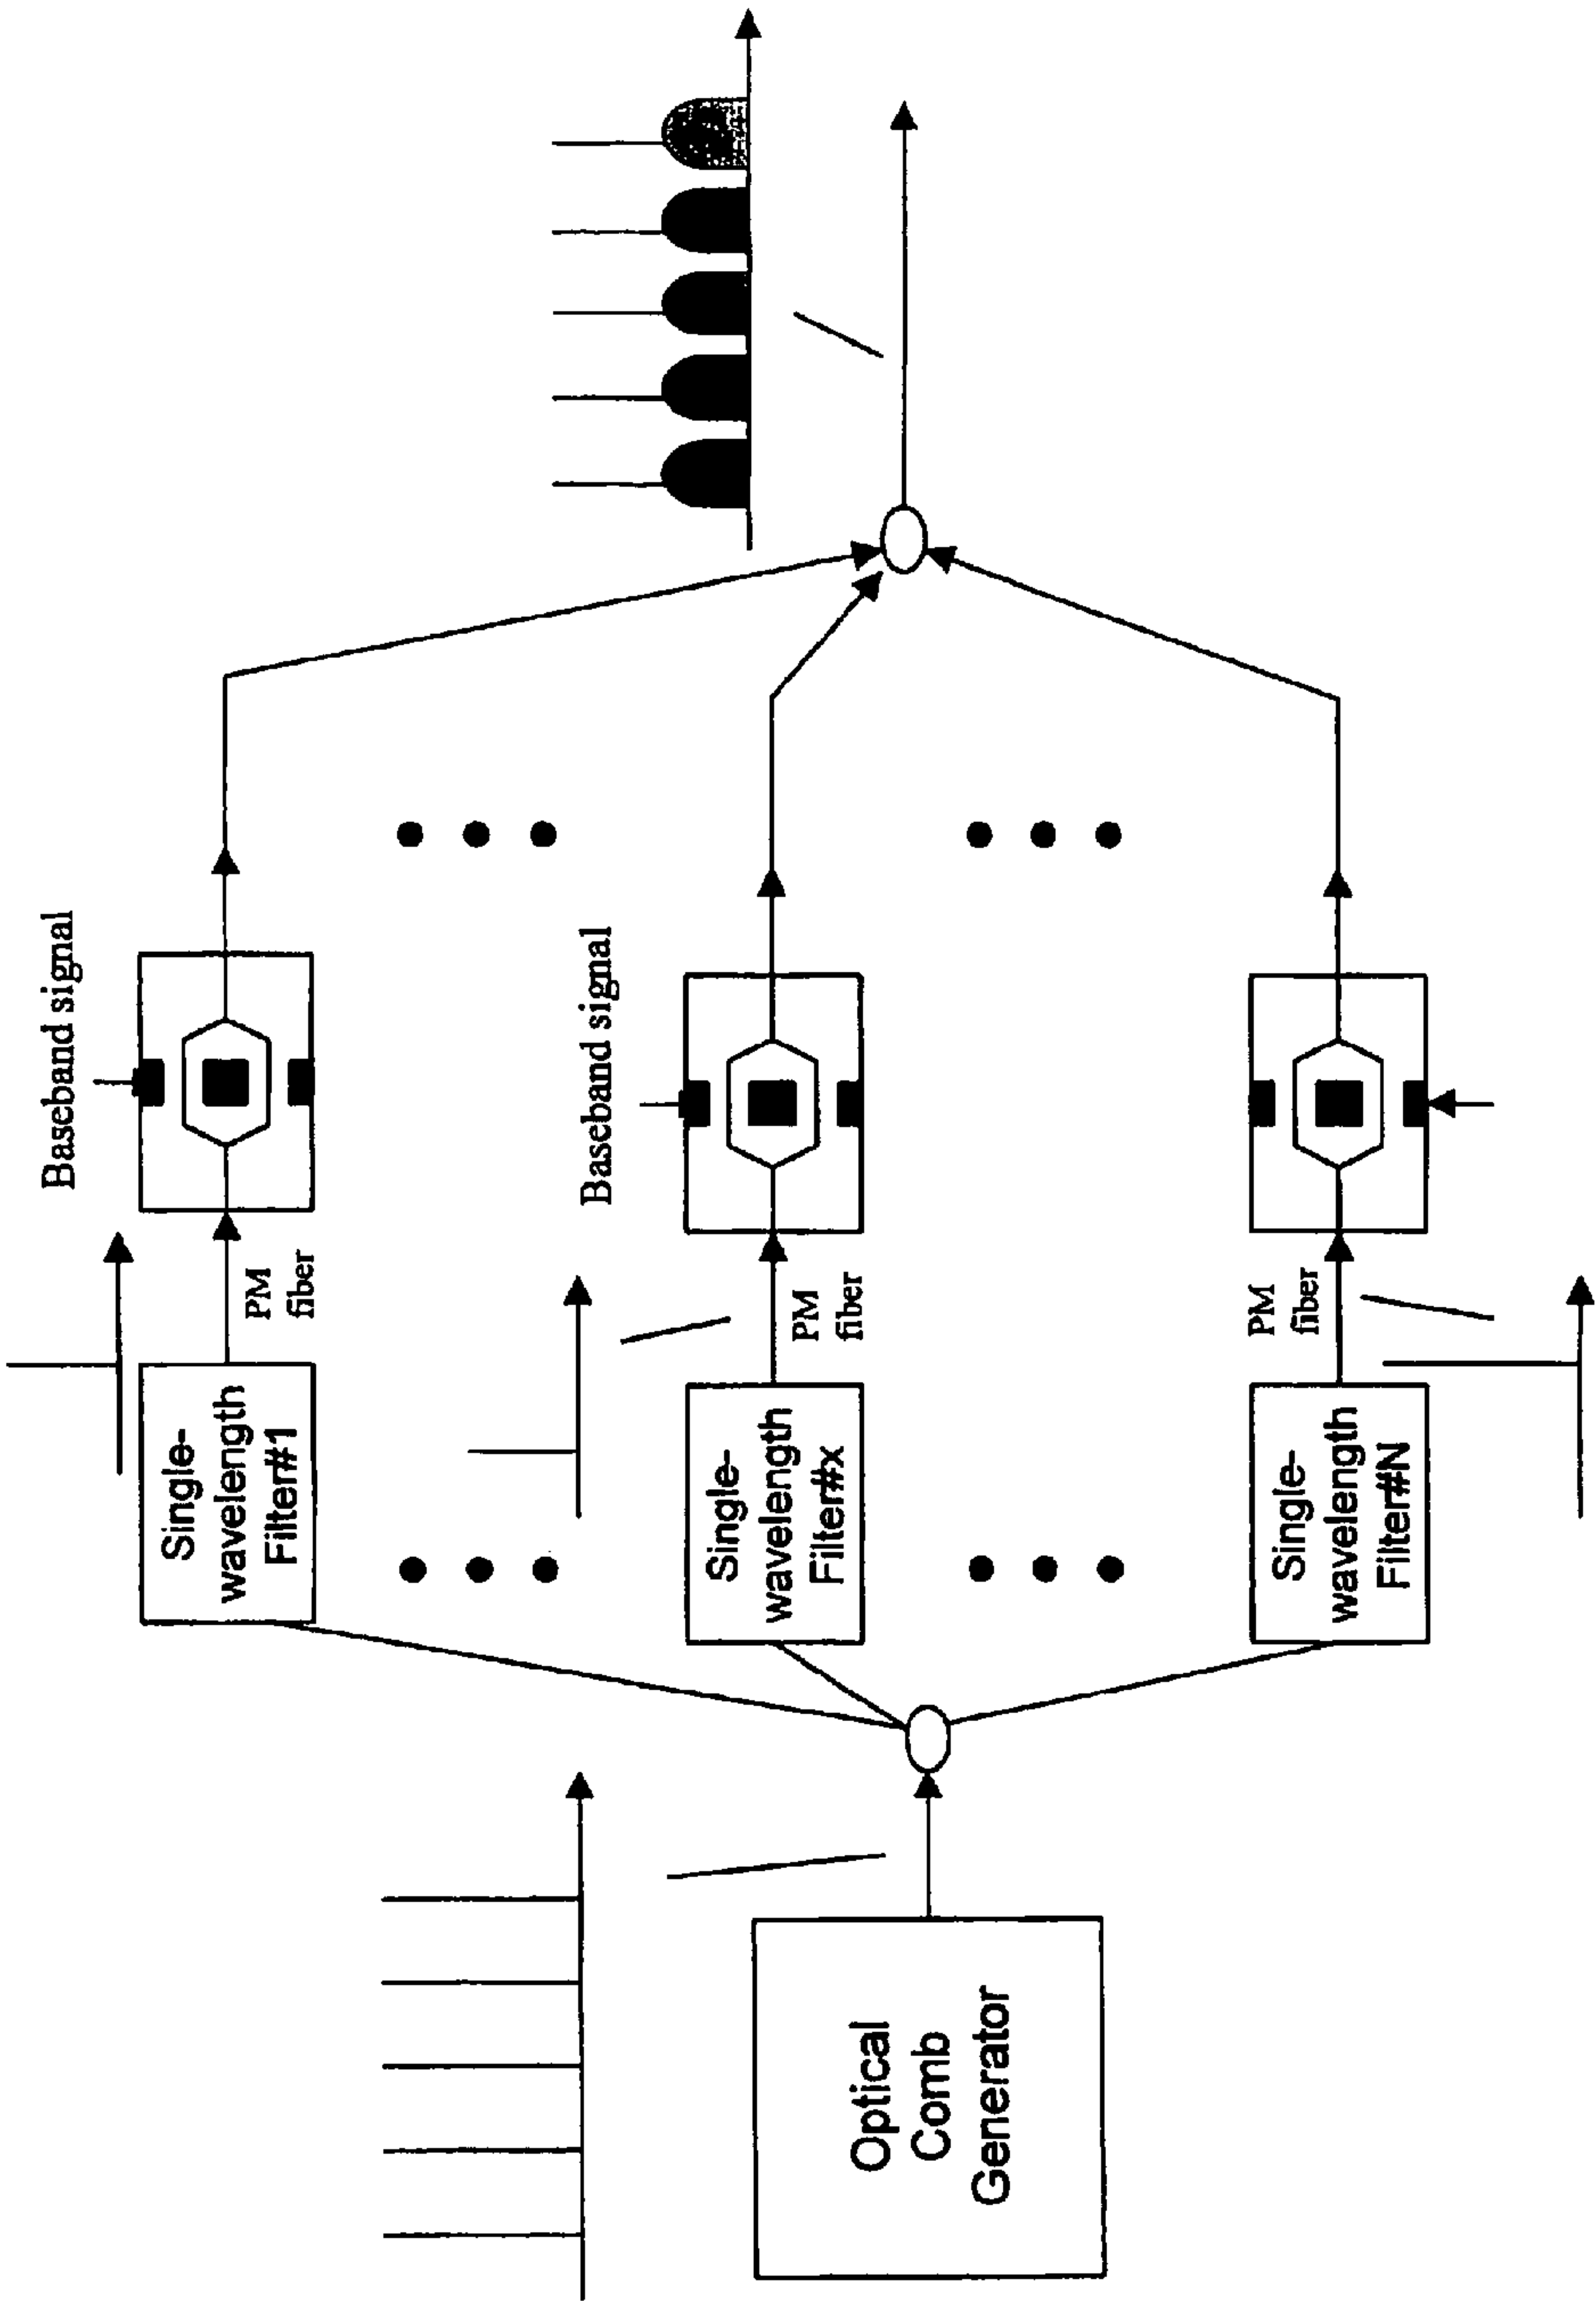 Optical
Comb
Generator
Single-
wavelength
Filter#1
PM
fiber
Baseband signal
Single-
wavelength
Filter#x
PM
fiber
Baseband signal
Single-
wavelength
Filter#N
PM
fiber